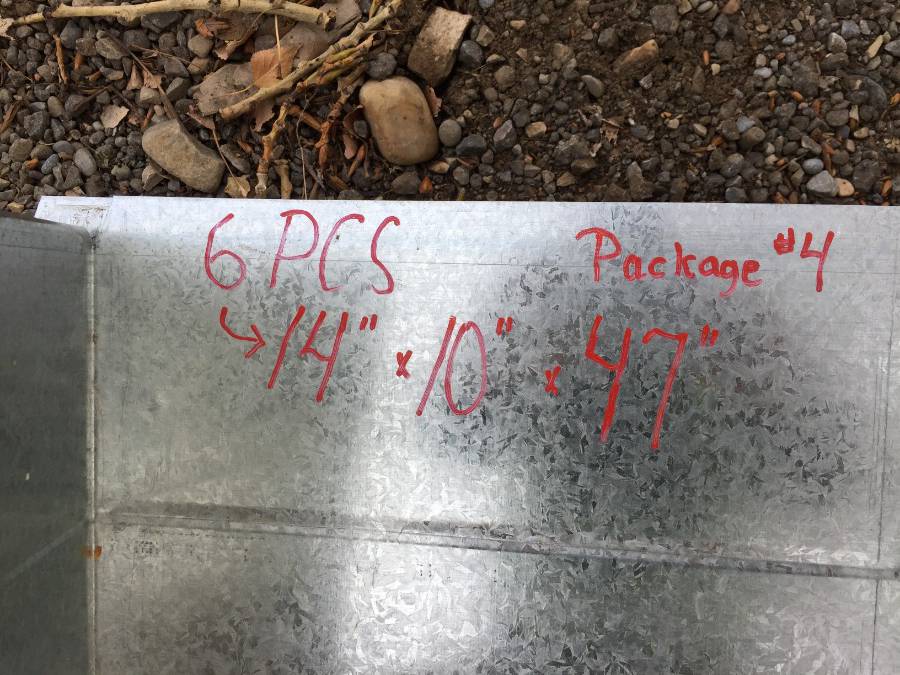 6 PCS Package #4
→ 14" x 10" x 47"